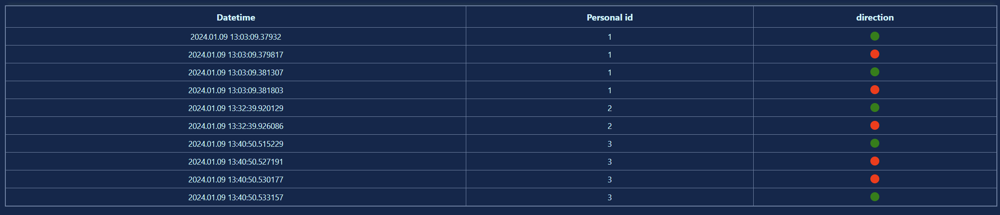 Datetime Personal id direction
2024.01.09 13:03:09.37932 1
2024.01.09 13:03:09.379817 1
2024.01.09 13:03:09.381307 1
2024.01.09 13:03:09.381803 1
2024.01.09 13:32:39.920129 2
2024.01.09 13:32:39.926086 2
2024.01.09 13:40:50.515229 3
2024.01.09 13:40:50.527191 3
2024.01.09 13:40:50.530177 3
2024.01.09 13:40:50.533157 3